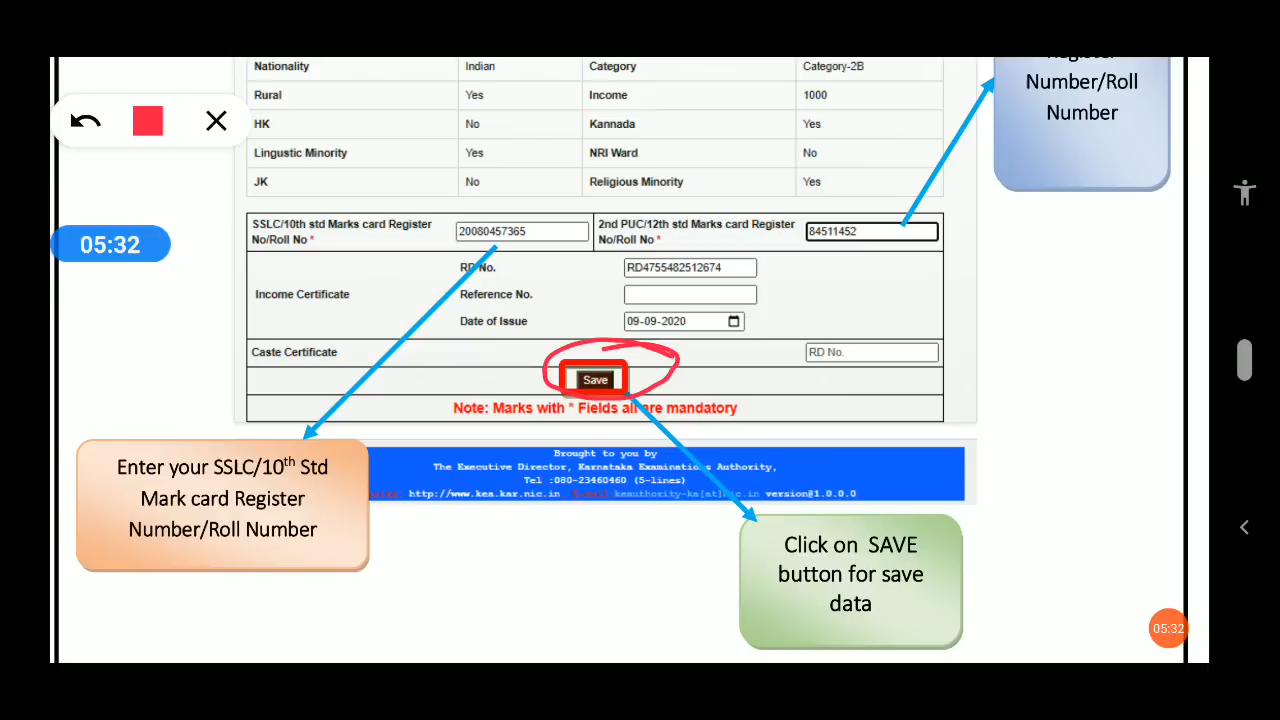 Nationality Indian Category Category-2B
Rural Yes Income 1000
HK No Kannada Yes
Lingustic Minority Yes NRI Ward No
JK No Religious Minority Yes
Register
Number/Roll
Number
05:32
SSLC/10th std Marks card Register
No/Roll No *
20080457365
2nd PUC/12th std Marks card Register
No/Roll No *
84511452
Income Certificate
RD No. RD4755482512674
Reference No.
Date of Issue 09-09-2020
Caste Certificate RD No.
Save
Note: Marks with * Fields all are mandatory
Brought to you by
The Executive Director, Karnataka Examinations Authority,
Tel :080-23460460 (5-lines)
http://www.kea.kar.nic.in keauthority-ka[at]nic.in version@1.0.0.0
Enter your SSLC/10th Std
Mark card Register
Number/Roll Number
Click on SAVE
button for save
data
05:32